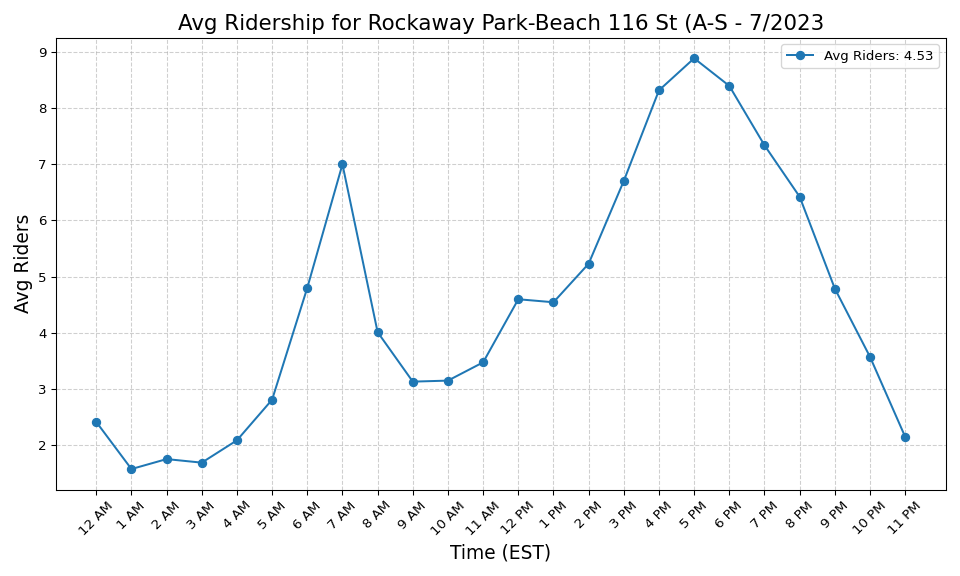 Avg Ridership for Rockaway Park-Beach 116 St (A-S - 7/2023
Avg Riders: 4.53
Avg Riders
9
8
7
6
5
4
3
2
12 AM
1 AM
2 AM
3 AM
4 AM
5 AM
6 AM
7 AM
8 AM
9 AM
10 AM
11 AM
12 PM
1 PM
2 PM
3 PM
4 PM
5 PM
6 PM
7 PM
8 PM
9 PM
10 PM
11 PM
Time (EST)